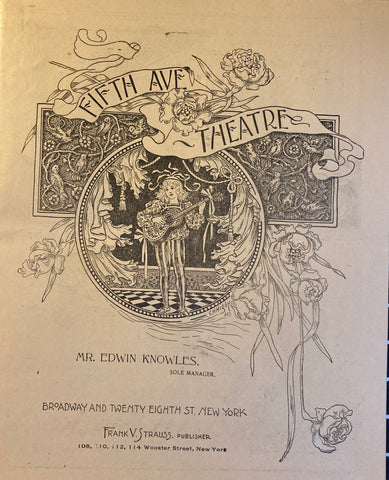 FIFTH AVE
THEATRE
MR. EDWIN KNOWLES.
SOLE MANAGER.
BROADWAY AND TWENTY EIGHTH ST. NEW YORK
FRANK V. STRAUSS, PUBLISHER
108, 110, 112, 114 Wooster Street, New York